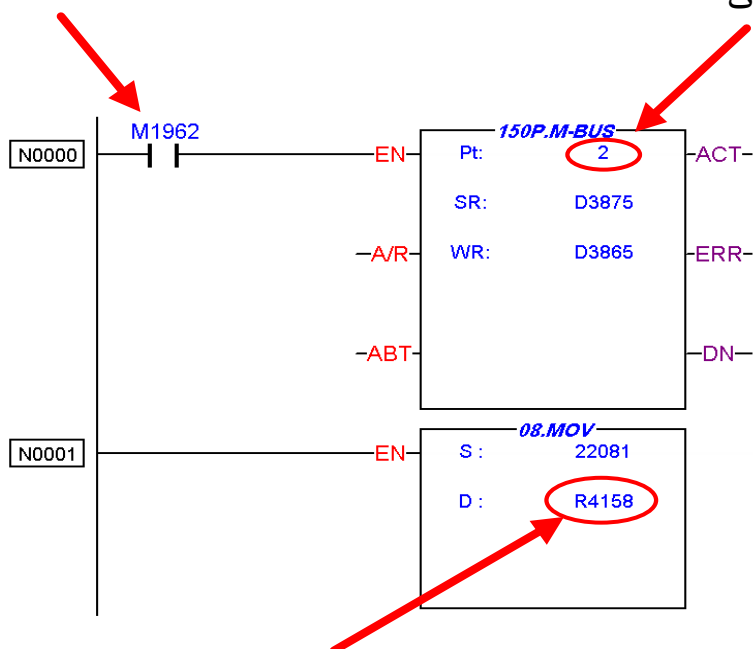 M1962
N0000
EN
150P.M-BUS
Pt: 2
ACT
SR: D3875
A/R
WR: D3865
ERR
ABT
DN
N0001
EN
08.MOV
S : 22081
D : R4158